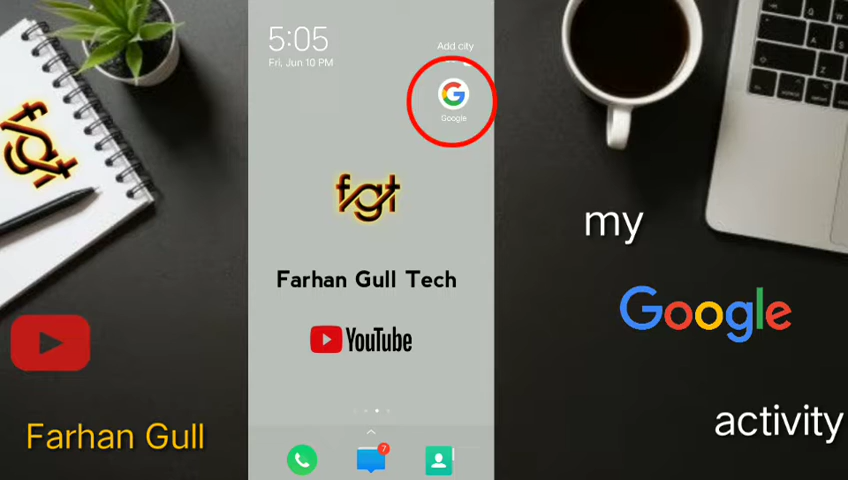 5:05
Fri, Jun 10 PM
Add city
Google
fgt
fgt
Farhan Gull Tech
YouTube
7
Farhan Gull
my
Google
activity